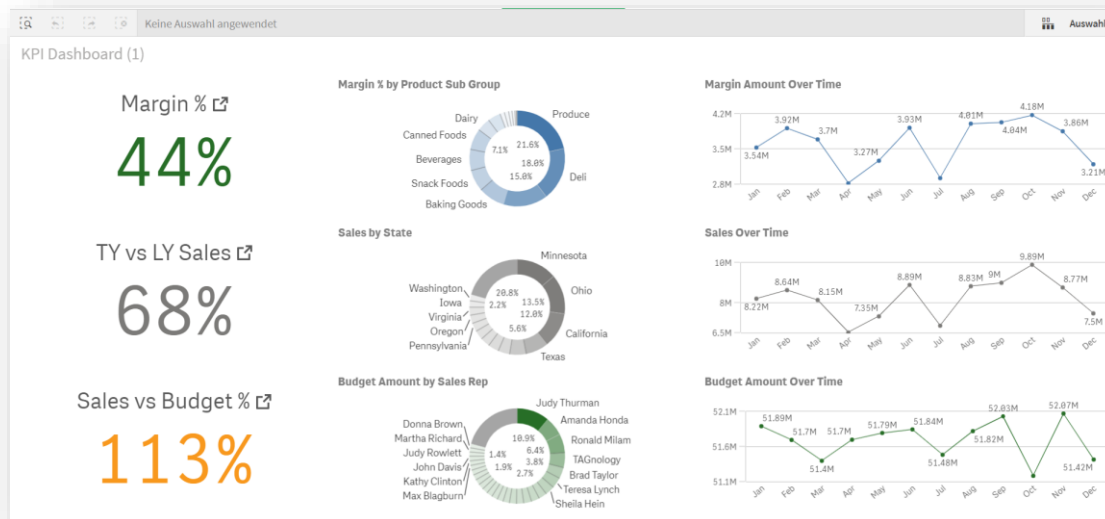 Keine Auswahl angewendet
Auswahl
KPI Dashboard (1)
Margin %
44%
TY vs LY Sales
68%
Sales vs Budget %
113%
Margin % by Product Sub Group
Produce
Deli
Baking Goods
Snack Foods
Beverages
Canned Foods
Dairy
21.6%
18.0%
15.0%
7.1%
Sales by State
Minnesota
Ohio
California
Texas
Pennsylvania
Oregon
Virginia
Iowa
Washington
20.8%
13.5%
12.0%
5.6%
2.2%
Budget Amount by Sales Rep
Judy Thurman
Amanda Honda
Ronald Milam
TAGnology
Brad Taylor
Teresa Lynch
Sheila Hein
Max Blagburn
Kathy Clinton
John Davis
Judy Rowlett
Martha Richard
Donna Brown
10.9%
6.4%
3.8%
2.7%
1.9%
1.4%
Margin Amount Over Time
4.2M
3.5M
2.8M
3.54M
3.92M
3.7M
3.27M
3.93M
4.01M
4.04M
4.18M
3.86M
3.21M
Jan Feb Mar Apr May Jun Jul Aug Sep Oct Nov Dec
Sales Over Time
10M
8M
6.5M
8.22M
8.64M
8.15M
7.35M
8.89M
8.83M
9M
9.89M
8.77M
7.5M
Jan Feb Mar Apr May Jun Jul Aug Sep Oct Nov Dec
Budget Amount Over Time
52.1M
51.6M
51.1M
51.89M
51.7M
51.4M
51.7M
51.79M
51.84M
51.48M
51.82M
52.03M
52.07M
51.42M
Jan Feb Mar Apr May Jun Jul Aug Sep Oct Nov Dec